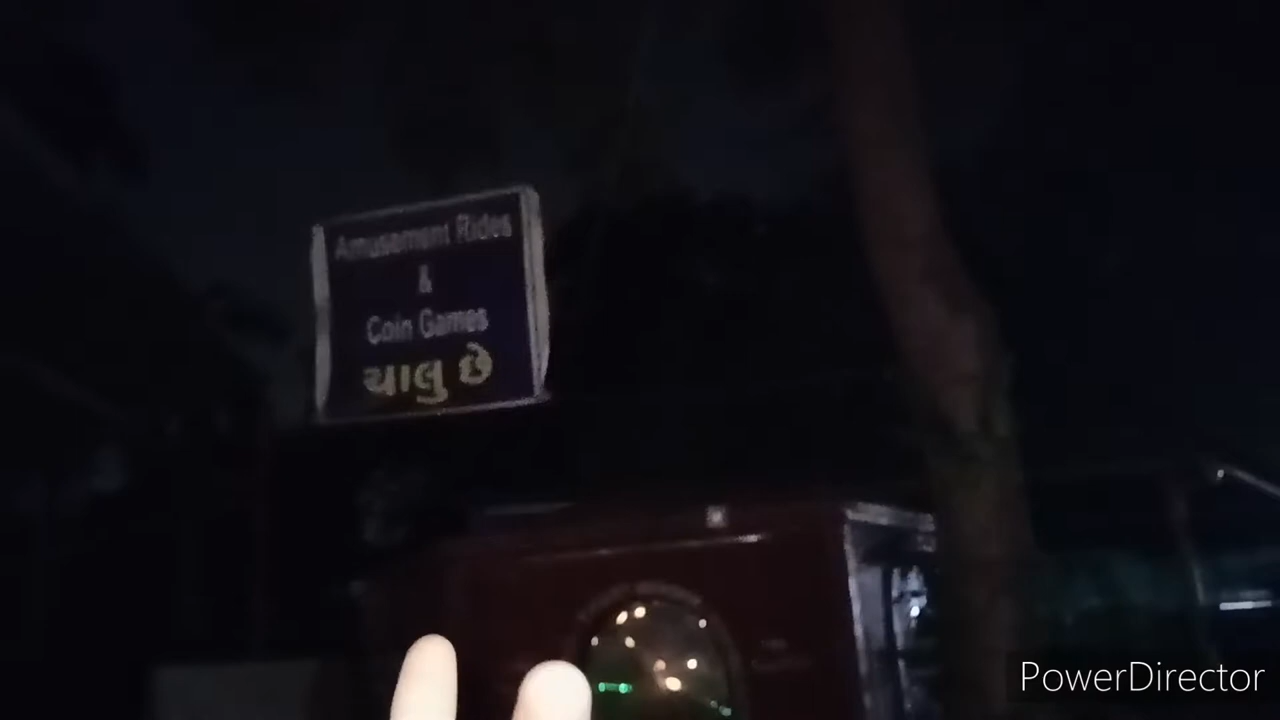 Amusement Rides
&
Coin Games
ચાલુ છે
PowerDirector